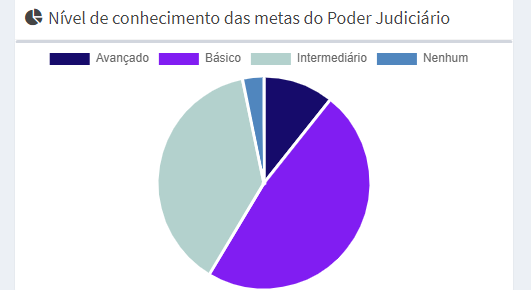 Nível de conhecimento das metas do Poder Judiciário
Avançado Básico Intermediário Nenhum